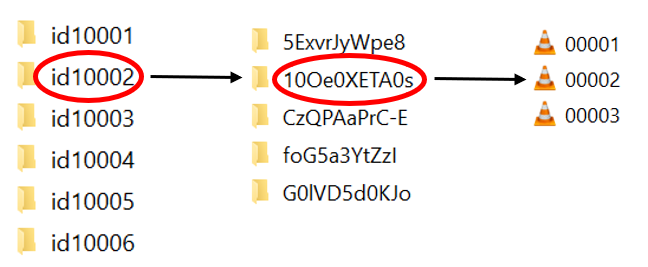 id10001
id10002
id10003
id10004
id10005
id10006
5ExvrJyWpe8
10Oe0XETA0s
CzQPAaPrC-E
foG5a3YtZzI
G0lVD5d0KJo
00001
00002
00003